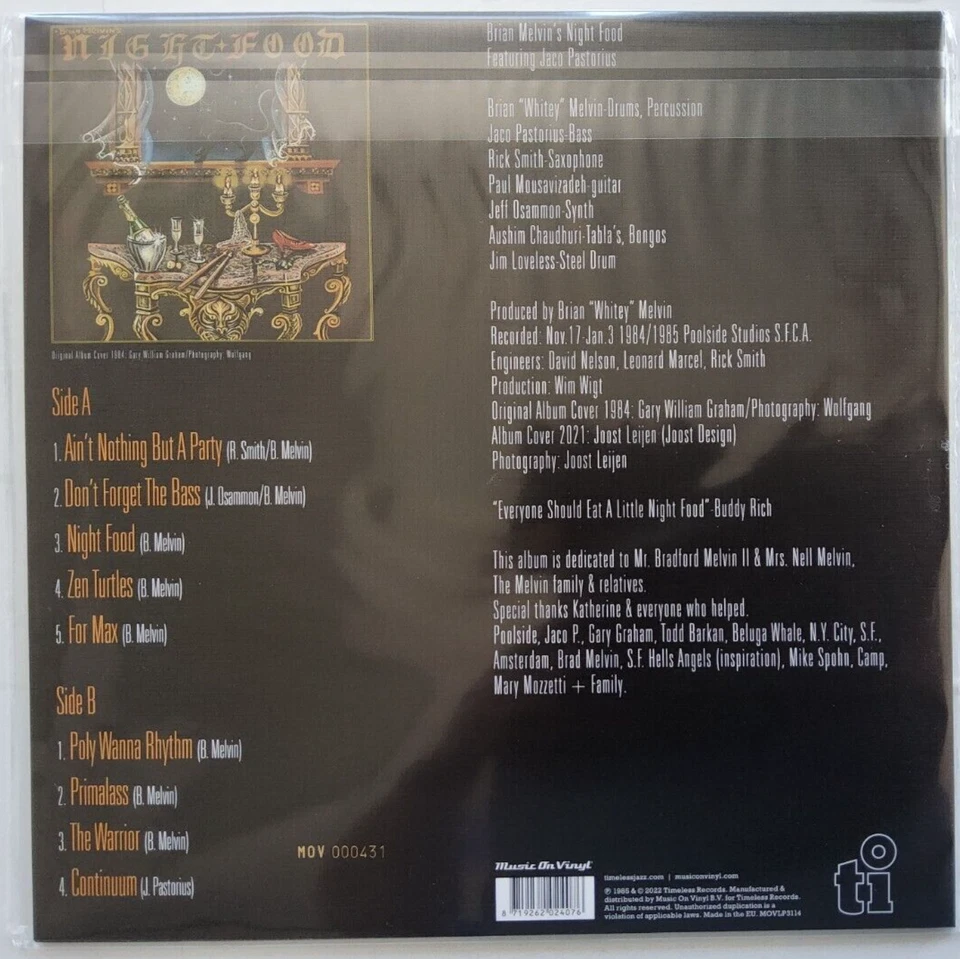 Brian Melvin's
NIGHT FOOD
Original Album Cover 1984: Gary William Graham/Photography: Wolfgang
Side A
1. Ain't Nothing But A Party (R. Smith/B. Melvin)
2. Don't Forget The Bass (J. Osammon/B. Melvin)
3. Night Food (B. Melvin)
4. Zen Turtles (B. Melvin)
5. For Max (B. Melvin)
Side B
1. Poly Wanna Rhythm (B. Melvin)
2. Primalass (B. Melvin)
3. The Warrior (B. Melvin)
4. Continuum (J. Pastorius)
MOV 000431
Brian Melvin's Night Food
Featuring Jaco Pastorius
Brian "Whitey" Melvin-Drums, Percussion
Jaco Pastorius-Bass
Rick Smith-Saxophone
Paul Mousavizadeh-guitar
Jeff Osammon-Synth
Aushim Chaudhuri-Tabla's, Bongos
Jim Loveless-Steel Drum
Produced by Brian "Whitey" Melvin
Recorded: Nov.17-Jan.3 1984/1985 Poolside Studios S.F.C.A.
Engineers: David Nelson, Leonard Marcel, Rick Smith
Production: Wim Wigt
Original Album Cover 1984: Gary William Graham/Photography: Wolfgang
Album Cover 2021: Joost Leijen (Joost Design)
Photography: Joost Leijen
"Everyone Should Eat A Little Night Food"-Buddy Rich
This album is dedicated to Mr. Bradford Melvin II & Mrs. Nell Melvin,
The Melvin family & relatives.
Special thanks Katherine & everyone who helped.
Poolside, Jaco P., Gary Graham, Todd Barkan, Beluga Whale, N.Y. City, S.F.,
Amsterdam, Brad Melvin, S.F. Hells Angels (inspiration), Mike Spohn, Camp,
Mary Mozzetti + Family.
Music On Vinyl
8 719262 024076
timelessjazz.com | musiconvinyl.com
℗ 1985 & © 2022 Timeless Records. Manufactured &
distributed by Music On Vinyl B.V. for Timeless Records.
All rights reserved. Unauthorized duplication is a
violation of applicable laws. Made in the EU. MOVLP3114
ti